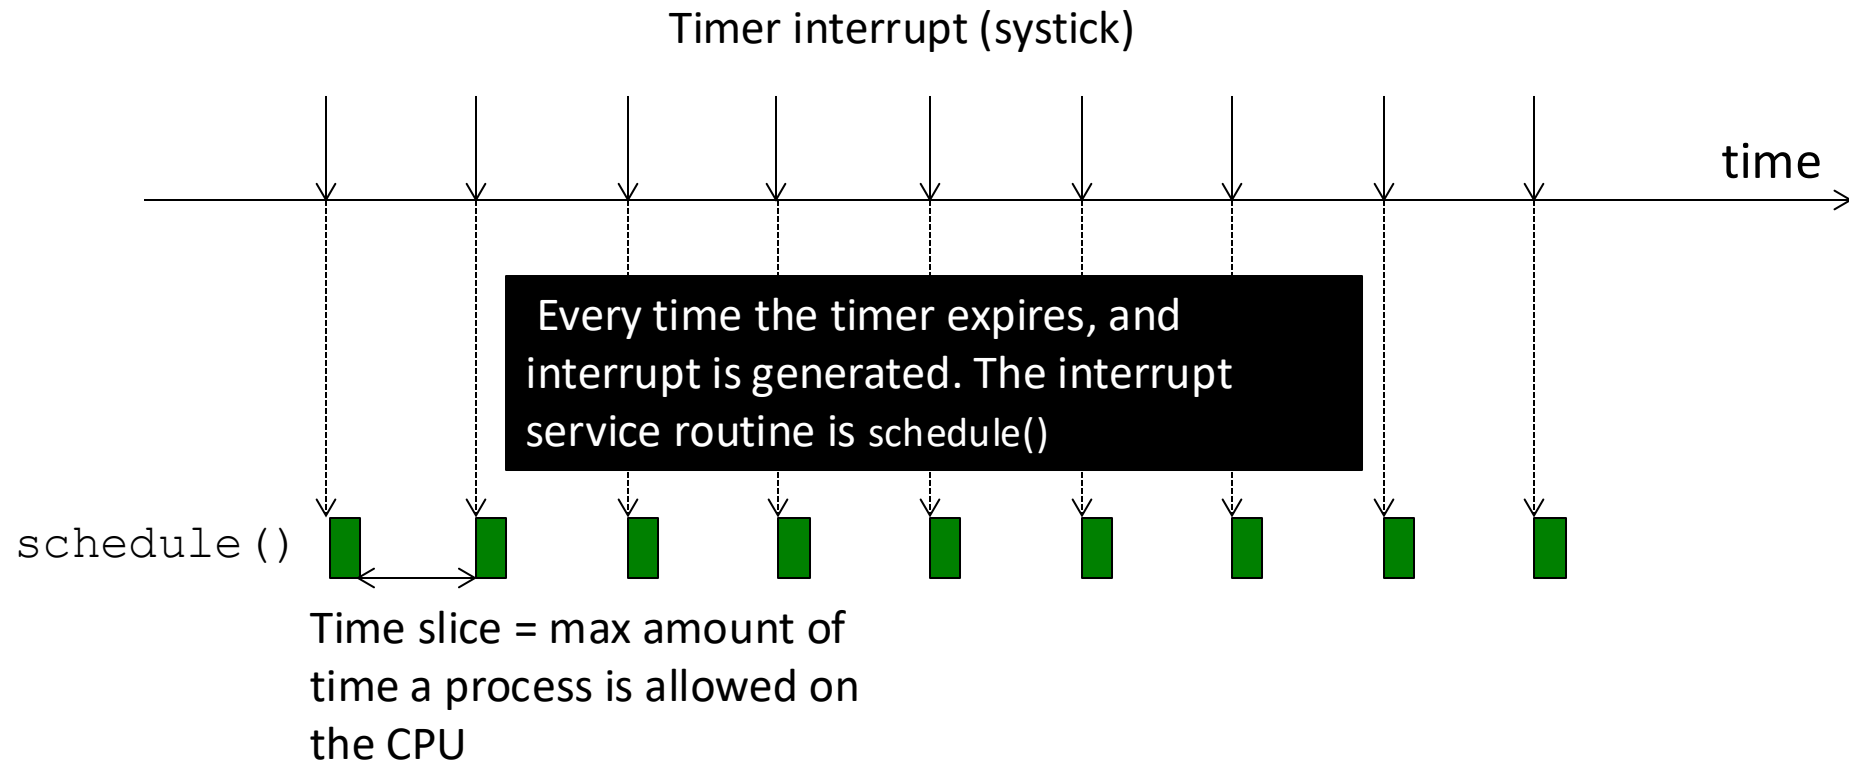 Timer interrupt (systick)
time
Every time the timer expires, and
interrupt is generated. The interrupt
service routine is schedule()
schedule()
Time slice = max amount of
time a process is allowed on
the CPU